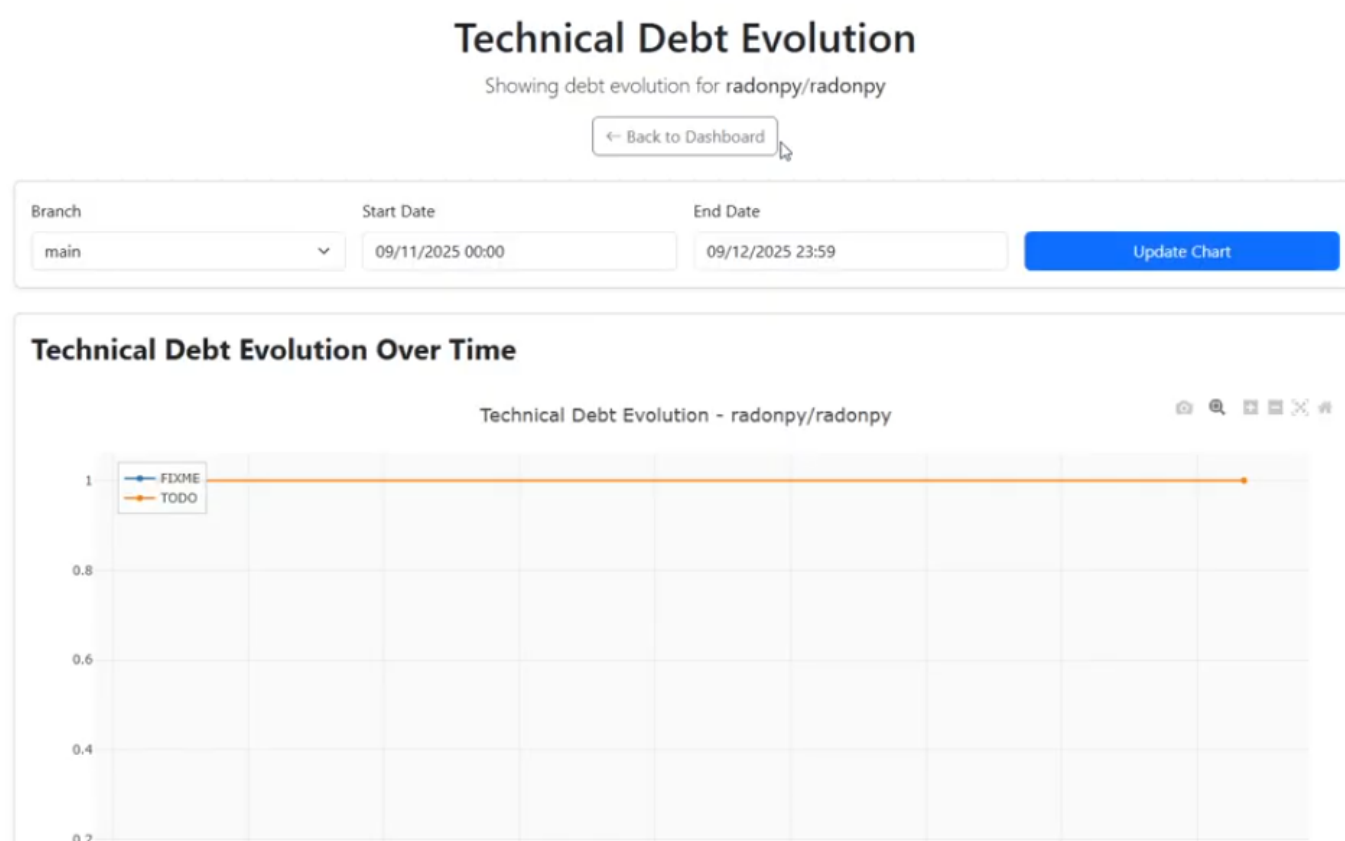 Technical Debt Evolution
Showing debt evolution for radonpy/radonpy
← Back to Dashboard
Branch
Start Date
End Date
main
09/11/2025 00:00
09/12/2025 23:59
Update Chart
Technical Debt Evolution Over Time
Technical Debt Evolution - radonpy/radonpy
FIXME
TODO
1
0.8
0.6
0.4
0.2